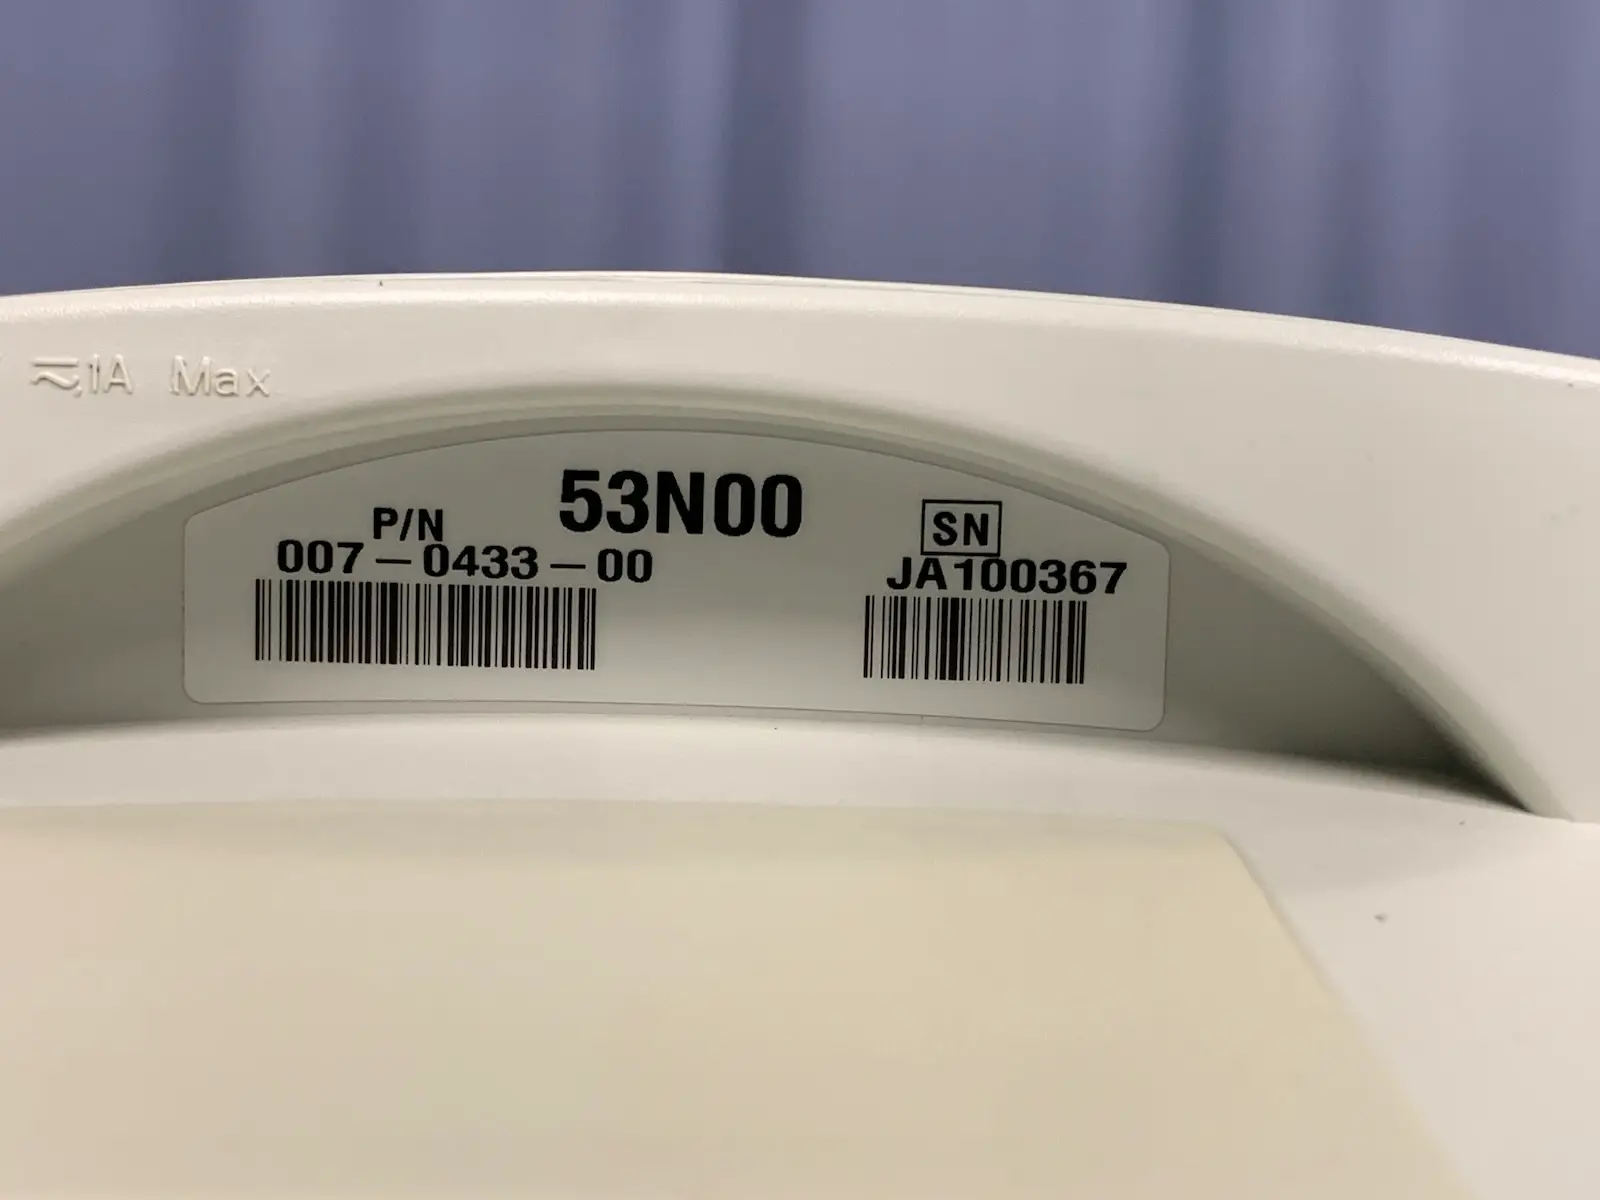 ⎓~,1A Max
53N00
P/N
007-0433-00
SN
JA100367